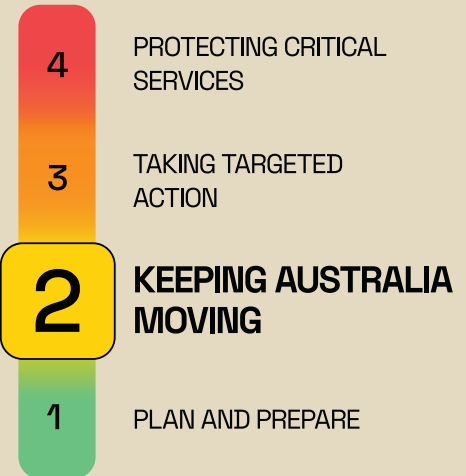 4
PROTECTING CRITICAL
SERVICES
3
TAKING TARGETED
ACTION
2
KEEPING AUSTRALIA
MOVING
1
PLAN AND PREPARE